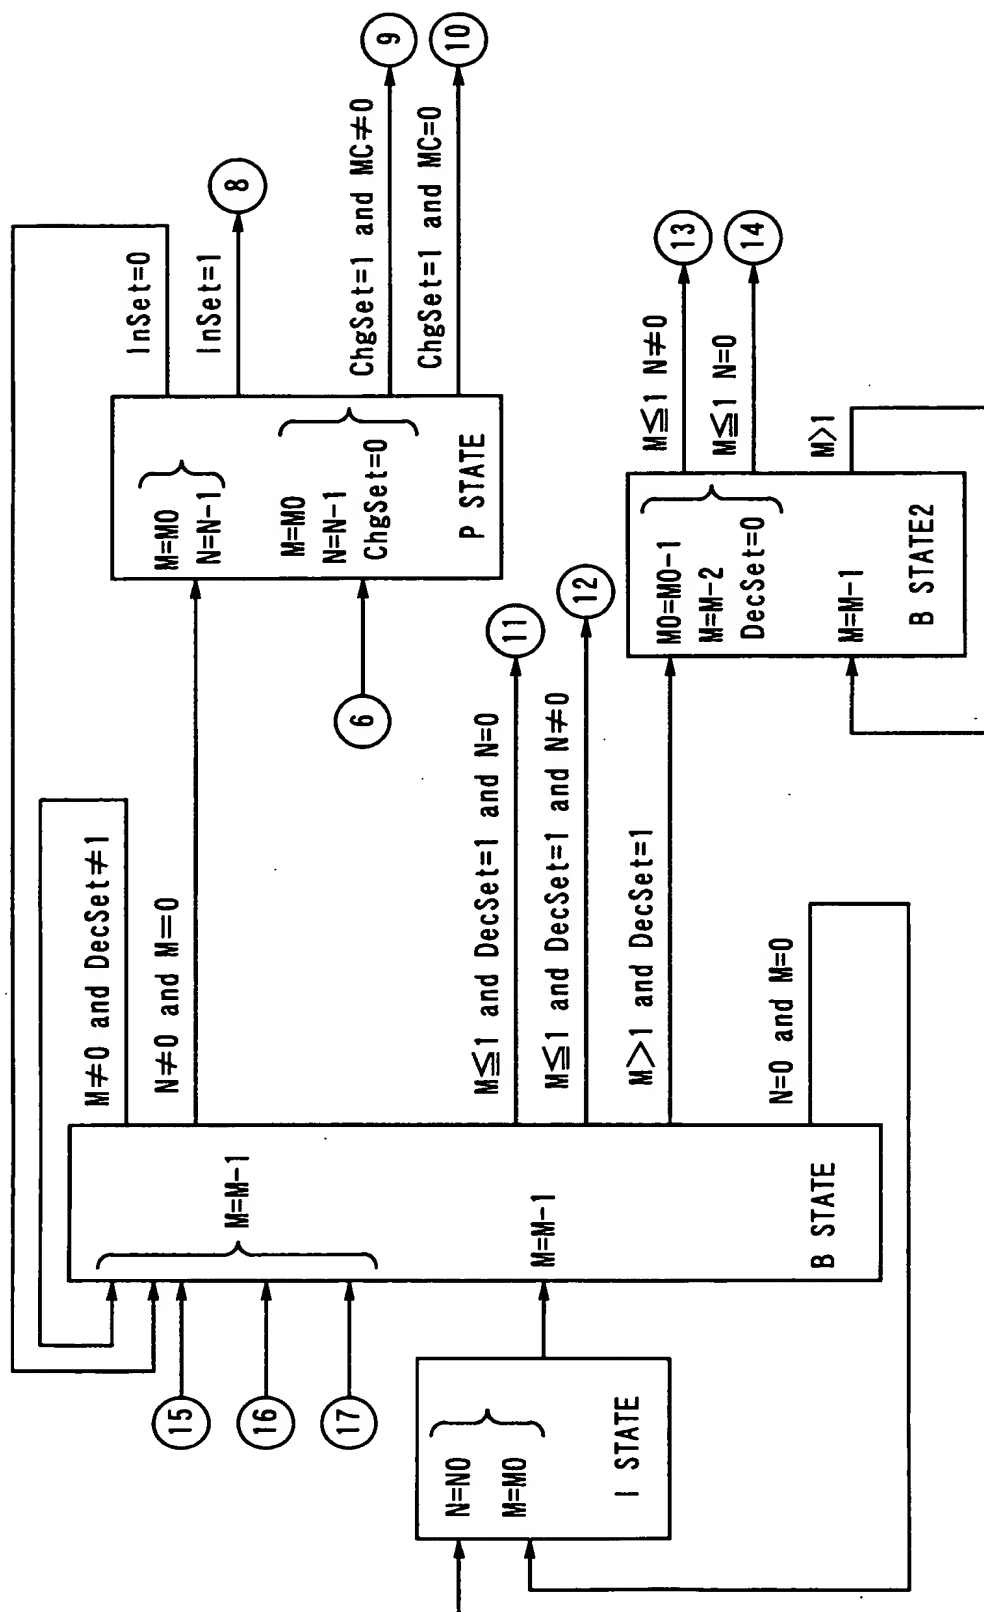 InSet=0
InSet=1
8
ChgSet=1 and MC≠0
9
ChgSet=1 and MC=0
10
M=M0
N=N-1
M=M0
N=N-1
ChgSet=0
P STATE
6
M≠0 and DecSet≠1
N≠0 and M=0
M≦1 and DecSet=1 and N=0
11
M≦1 and DecSet=1 and N≠0
12
M>1 and DecSet=1
N=0 and M=0
M≦1 N≠0
13
M≦1 N=0
14
M>1
M0=M0-1
M=M-2
DecSet=0
M=M-1
B STATE2
M=M-1
M=M-1
B STATE
15
16
17
N=N0
M=M0
I STATE